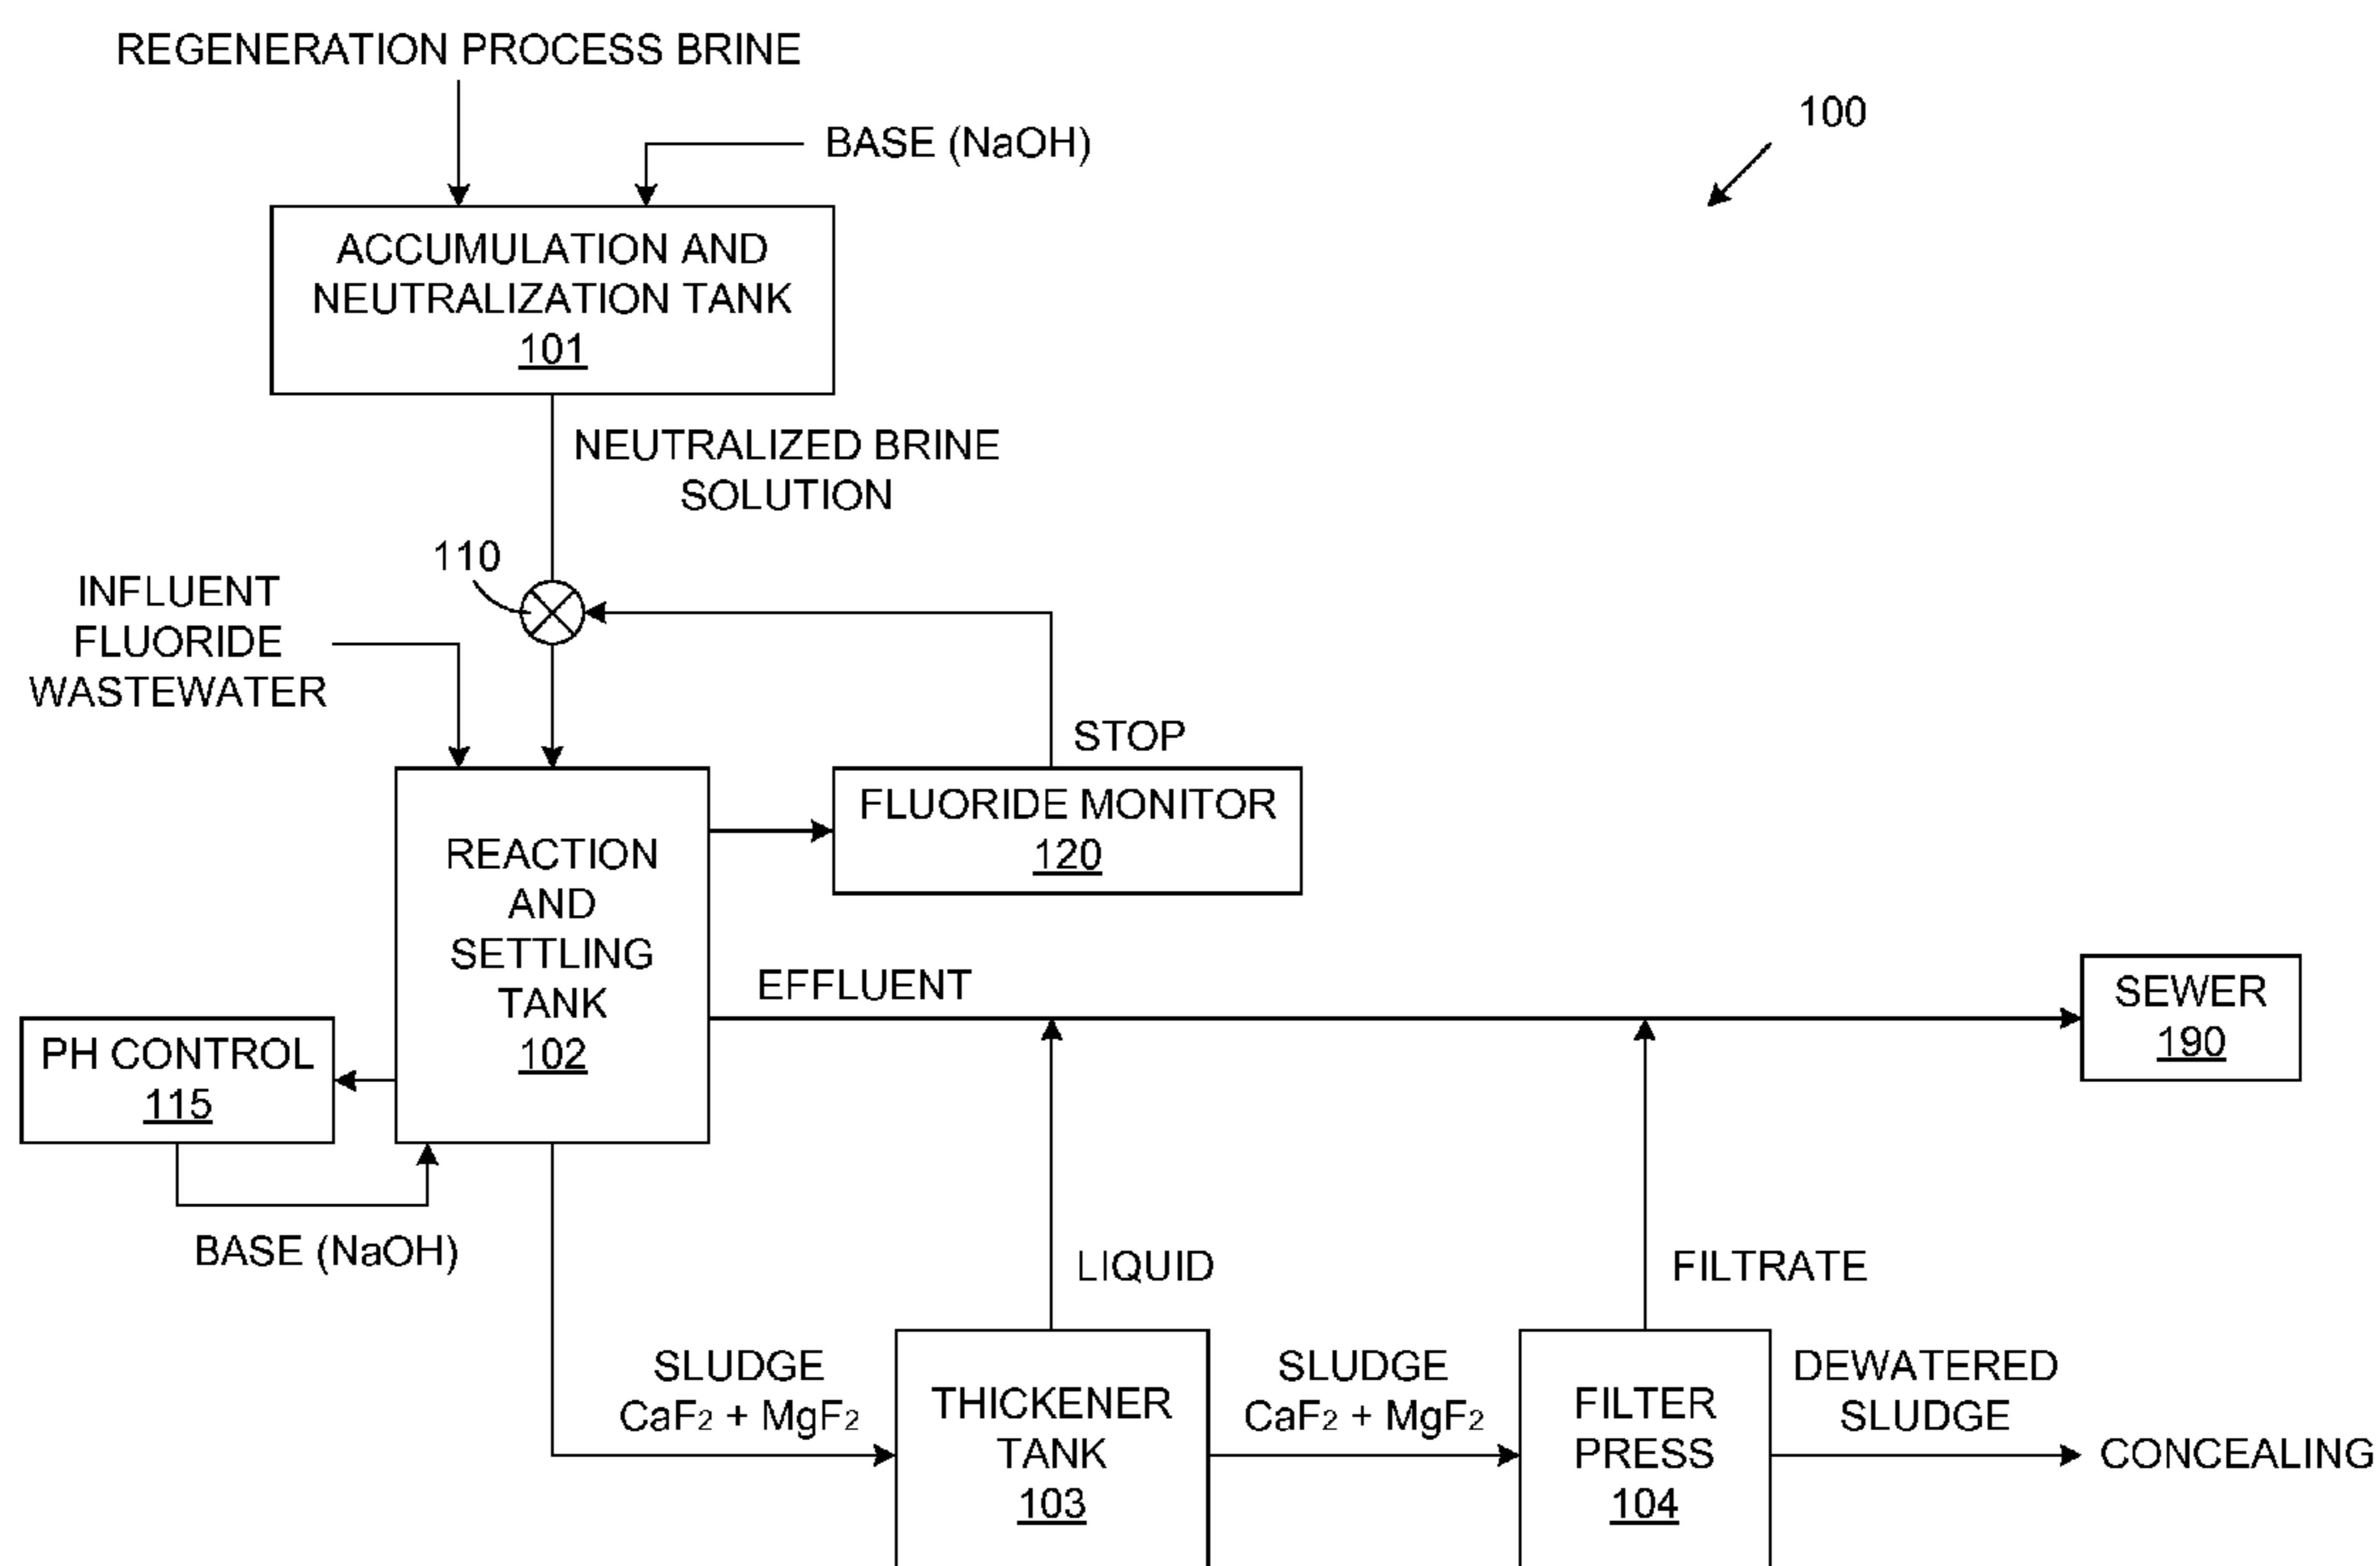 REGENERATION PROCESS BRINE
BASE (NaOH)
100
ACCUMULATION AND
NEUTRALIZATION TANK
101
NEUTRALIZED BRINE
SOLUTION
110
INFLUENT
FLUORIDE
WASTEWATER
STOP
FLUORIDE MONITOR
120
REACTION
AND
SETTLING
TANK
102
EFFLUENT
SEWER
190
PH CONTROL
115
BASE (NaOH)
LIQUID
FILTRATE
SLUDGE
CaF₂ + MgF₂
THICKENER
TANK
103
SLUDGE
CaF₂ + MgF₂
FILTER
PRESS
104
DEWATERED
SLUDGE
CONCEALING